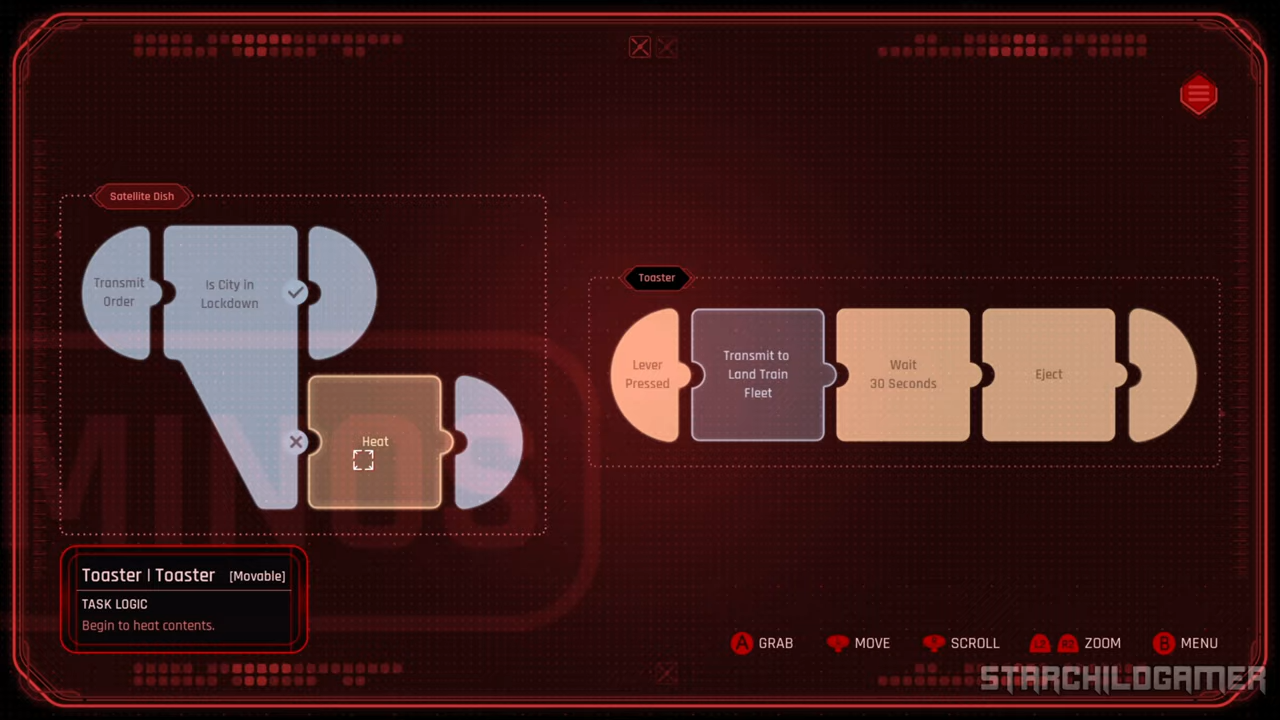 Satellite Dish
Transmit
Order
Is City in
Lockdown
Heat
Toaster
Lever
Pressed
Transmit to
Land Train
Fleet
Wait
30 Seconds
Eject
MINOS
Toaster | Toaster [Movable]
TASK LOGIC
Begin to heat contents.
A GRAB
MOVE
SCROLL
ZOOM
B MENU
STARCHILDGAMER